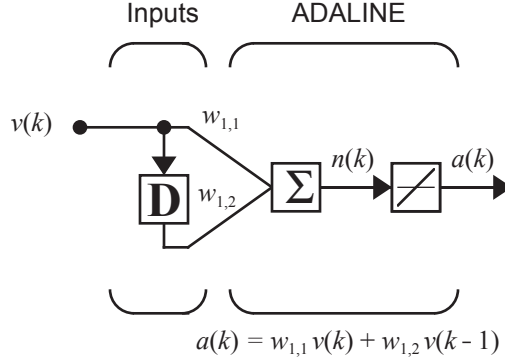 Inputs ADALINE
v(k) w1,1
n(k) a(k)
D w1,2 Σ
a(k) = w1,1 v(k) + w1,2 v(k - 1)